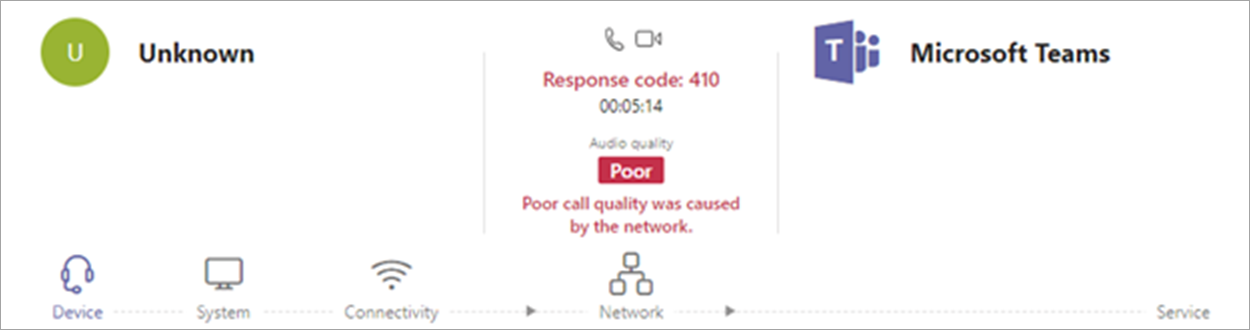 U
Unknown
Response code: 410
00:05:14
Audio quality
Poor
Poor call quality was caused
by the network.
T
Microsoft Teams
Device
System
Connectivity
Network
Service